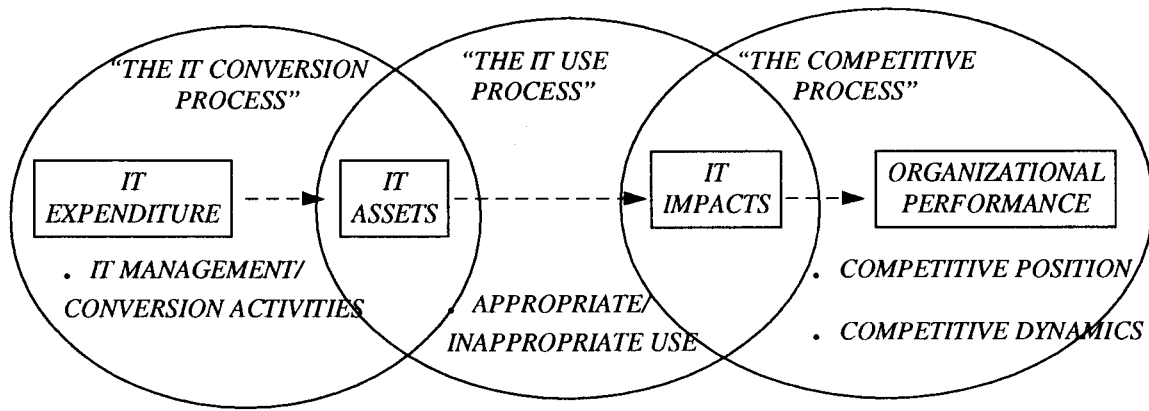 “THE IT CONVERSION
PROCESS”
“THE IT USE
PROCESS”
“THE COMPETITIVE
PROCESS”
IT
EXPENDITURE
IT
ASSETS
IT
IMPACTS
ORGANIZATIONAL
PERFORMANCE
. IT MANAGEMENT/
CONVERSION ACTIVITIES
. APPROPRIATE/
INAPPROPRIATE USE
. COMPETITIVE POSITION
. COMPETITIVE DYNAMICS